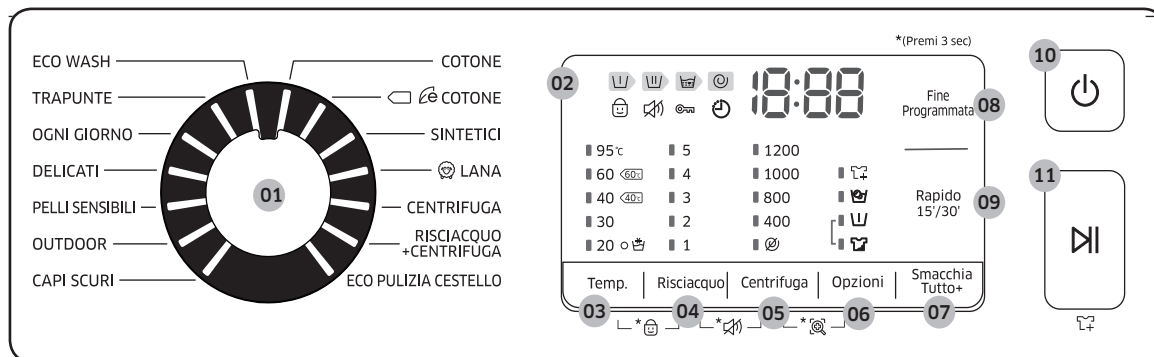 *(Premi 3 sec)
ECO WASH
TRAPUNTE
OGNI GIORNO
DELICATI
PELLI SENSIBILI
OUTDOOR
CAPI SCURI
01
COTONE
e COTONE
SINTETICI
LANA
CENTRIFUGA
RISCIACQUO
+CENTRIFUGA
ECO PULIZIA CESTELLO
02
18:88
95℃ 5 1200
60 60℃ 4 1000
40 40℃ 3 800
30 2 400
20 1
Fine
Programmata
08
Rapido
15'/30'
09
Temp. Risciacquo Centrifuga Opzioni Smacchia
Tutto+
03 04 05 06 07
* * *
10
11